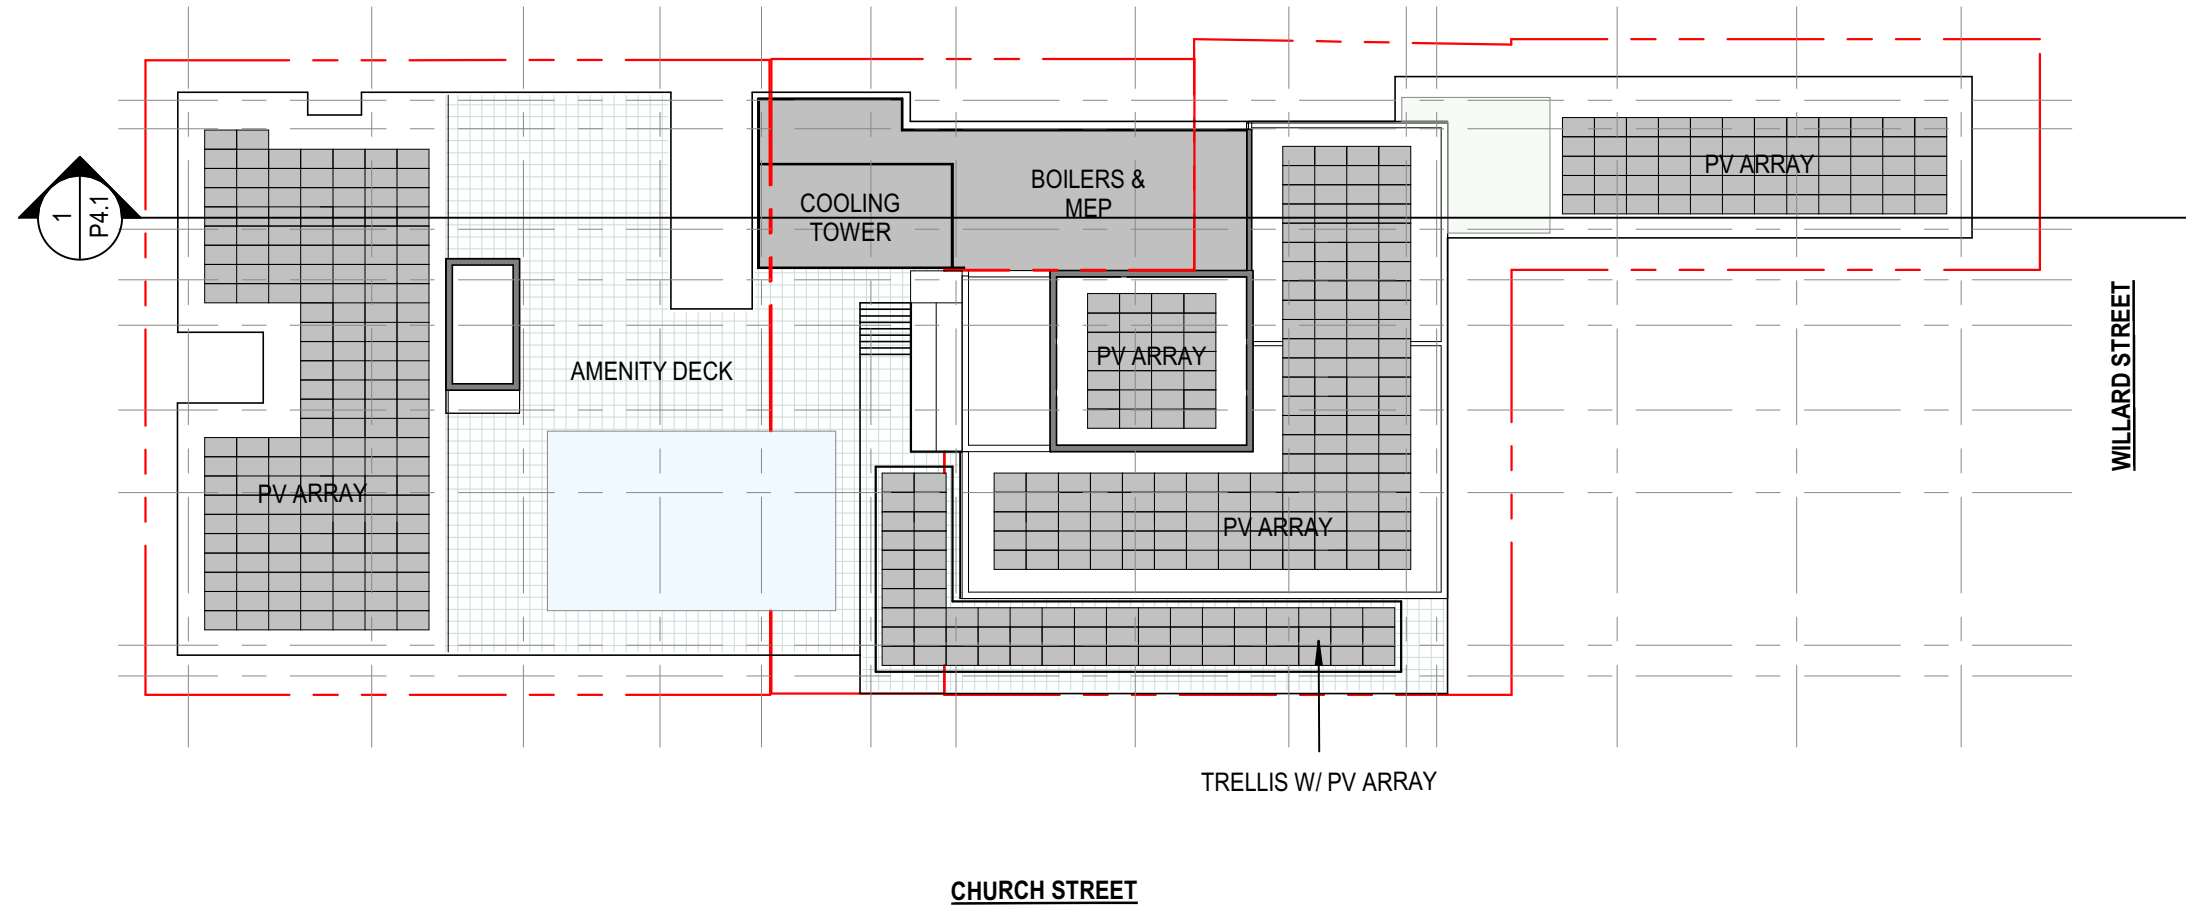 PV ARRAY
BOILERS &
MEP
COOLING
TOWER
1
P4.1
PV ARRAY
AMENITY DECK
WILLARD STREET
PV ARRAY
PV ARRAY
TRELLIS W/ PV ARRAY
CHURCH STREET